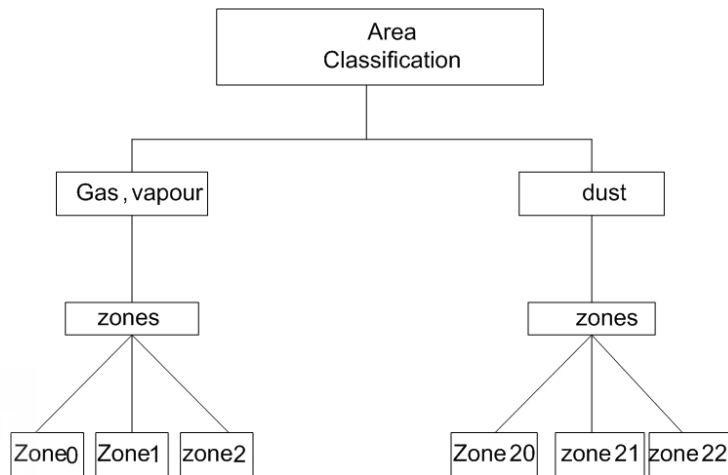 Area
Classification
Gas, vapour
dust
zones
zones
Zone0
Zone1
zone2
Zone 20
zone 21
zone 22